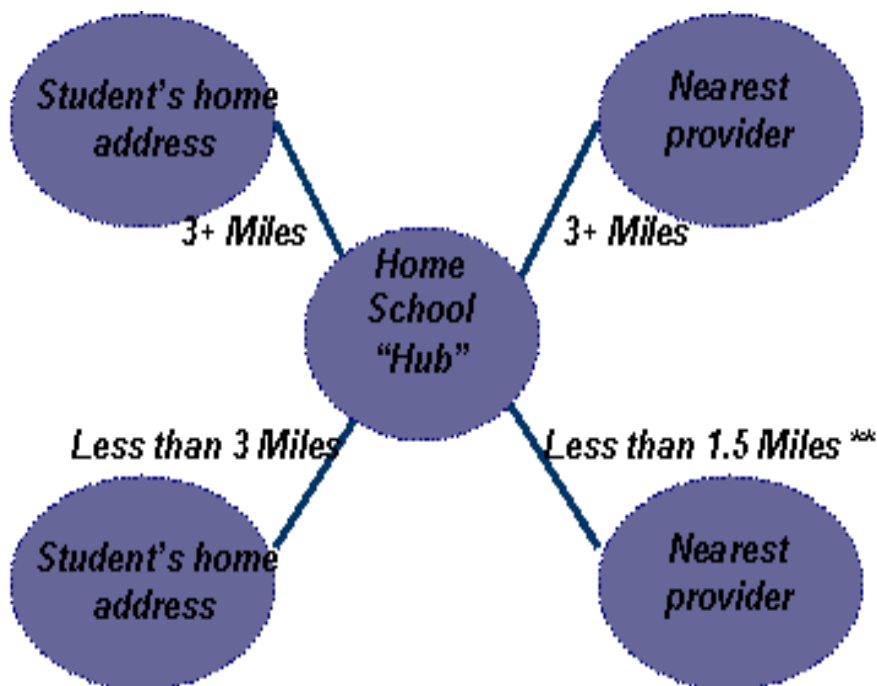 Student's home
address
Nearest
provider
3+ Miles
3+ Miles
Home
School
“Hub”
Less than 3 Miles
Less than 1.5 Miles **
Student's home
address
Nearest
provider